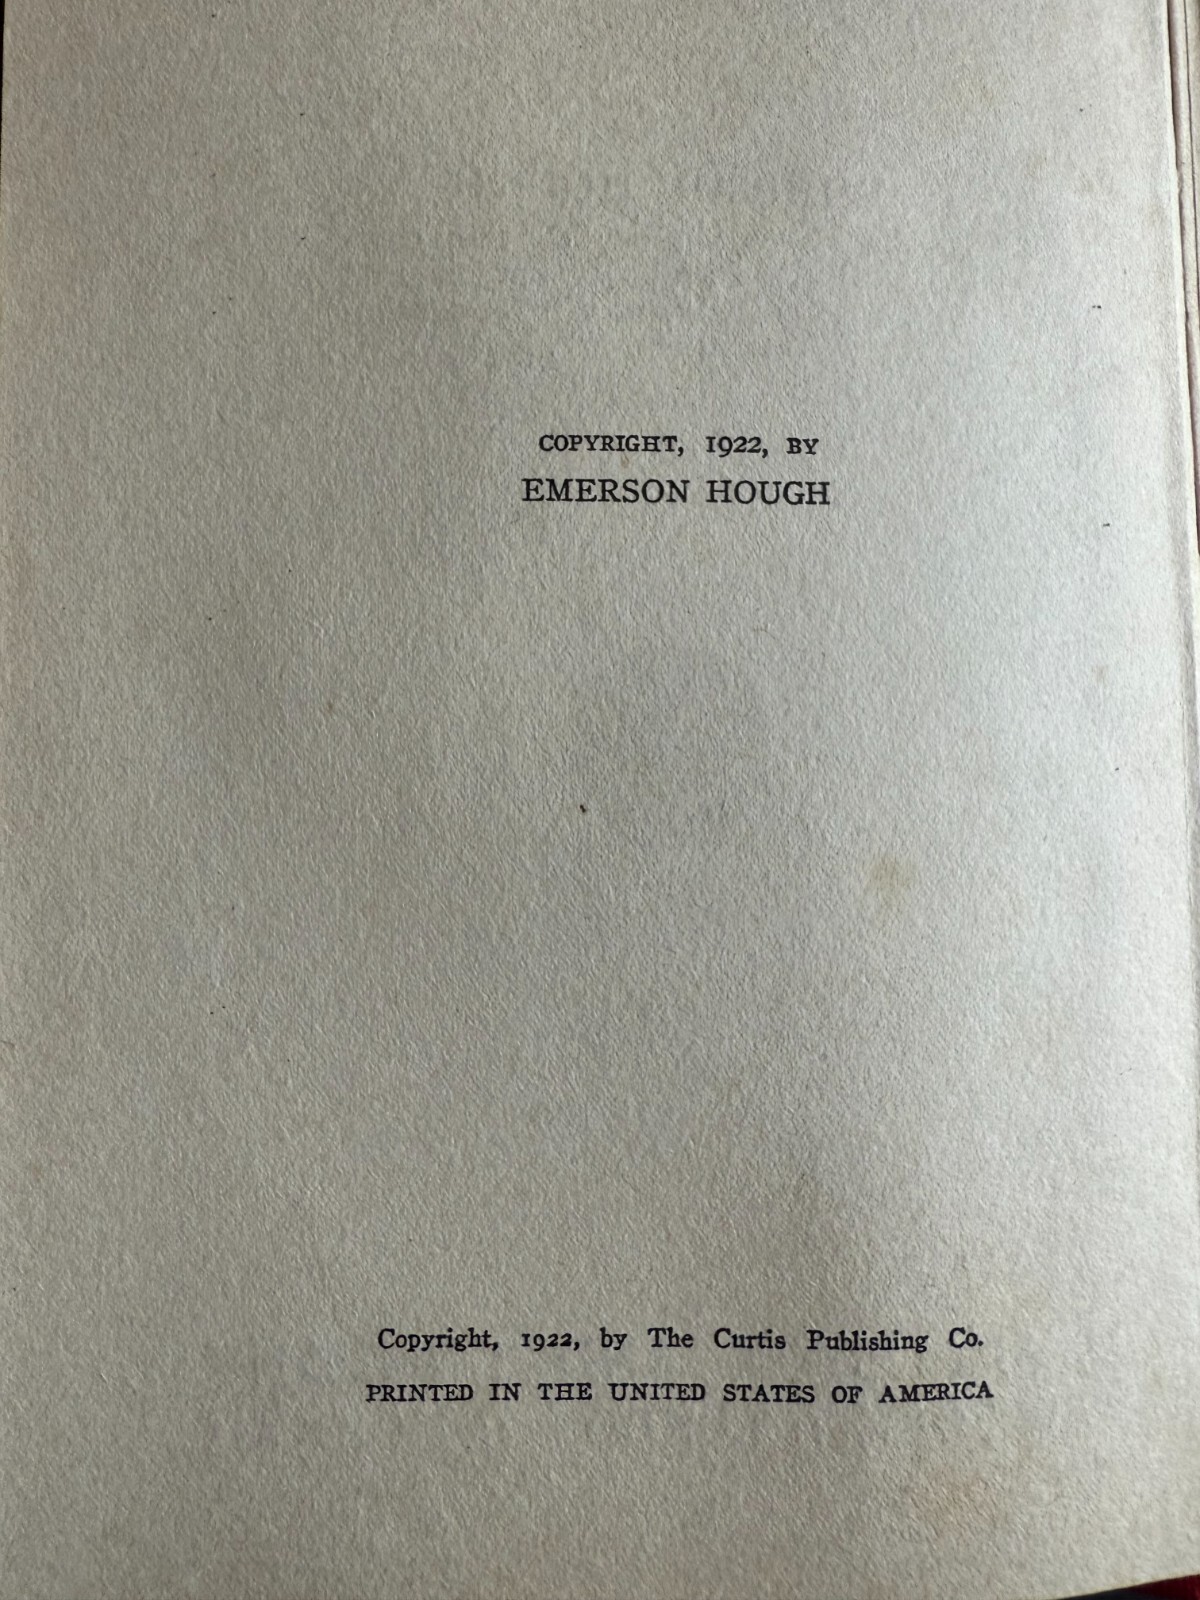 COPYRIGHT, 1922, BY
EMERSON HOUGH
Copyright, 1922, by The Curtis Publishing Co.
PRINTED IN THE UNITED STATES OF AMERICA